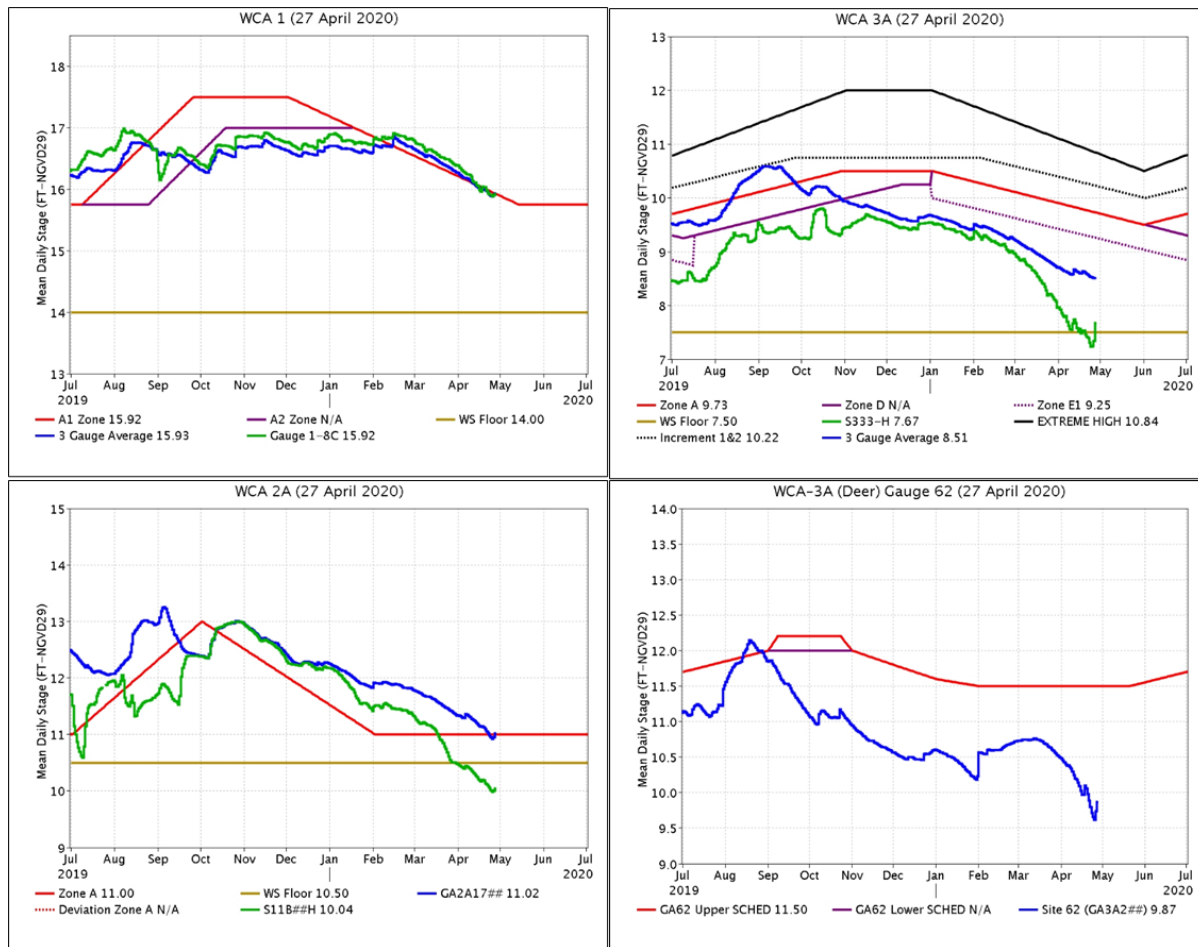 WCA 1 (27 April 2020)
Mean Daily Stage (FT-NGVD29)
18
17
16
15
14
13
Jul Aug Sep Oct Nov Dec Jan Feb Mar Apr May Jun Jul
2019 2020
A1 Zone 15.92 A2 Zone N/A WS Floor 14.00
3 Gauge Average 15.93 Gauge 1-8C 15.92
WCA 3A (27 April 2020)
Mean Daily Stage (FT-NGVD29)
13
12
11
10
9
8
7
Jul Aug Sep Oct Nov Dec Jan Feb Mar Apr May Jun Jul
2019 2020
Zone A 9.73 Zone D N/A Zone E1 9.25
WS Floor 7.50 S333-H 7.67 EXTREME HIGH 10.84
Increment 1&2 10.22 3 Gauge Average 8.51
WCA 2A (27 April 2020)
Mean Daily Stage (FT-NGVD29)
15
14
13
12
11
10
9
Jul Aug Sep Oct Nov Dec Jan Feb Mar Apr May Jun Jul
2019 2020
Zone A 11.00 WS Floor 10.50 GA2A17## 11.02
Deviation Zone A N/A S11B##H 10.04
WCA-3A (Deer) Gauge 62 (27 April 2020)
Mean Daily Stage (FT-NGVD29)
14.0
13.5
13.0
12.5
12.0
11.5
11.0
10.5
10.0
9.5
9.0
Jul Aug Sep Oct Nov Dec Jan Feb Mar Apr May Jun Jul
2019 2020
GA62 Upper SCHED 11.50 GA62 Lower SCHED N/A Site 62 (GA3A2##) 9.87